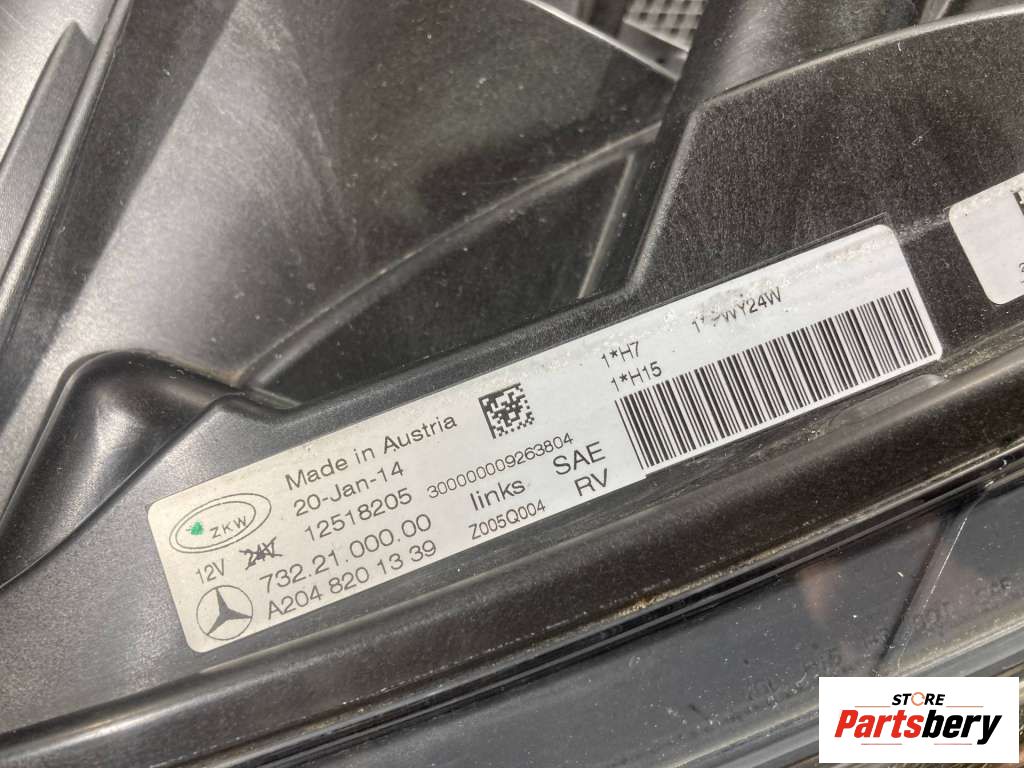 Made in Austria
20-Jan-14
12518205
300000009263804
ZKW
12V 24V
732.21.000.00
links
SAE
RV
A204 820 13 39
Z005Q004
1*H7
1*H15
STORE
Partsbery